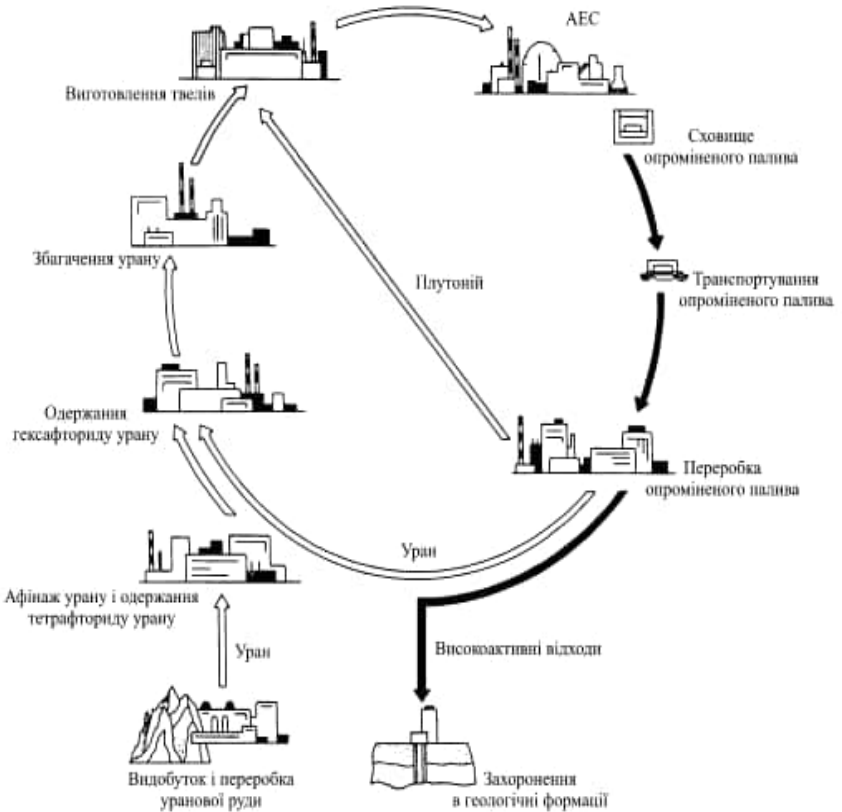 АЕС
Виготовлення твелів
Сховище
опроміненого палива
Збагачення урану
Плутоній
Транспортування
опроміненого палива
Одержання
гексафториду урану
Переробка
опроміненого палива
Уран
Афінаж урану і одержання
тетрафториду урану
Уран
Високоактивні відходи
Видобуток і переробка
уранової руди
Захоронення
в геологічні формації